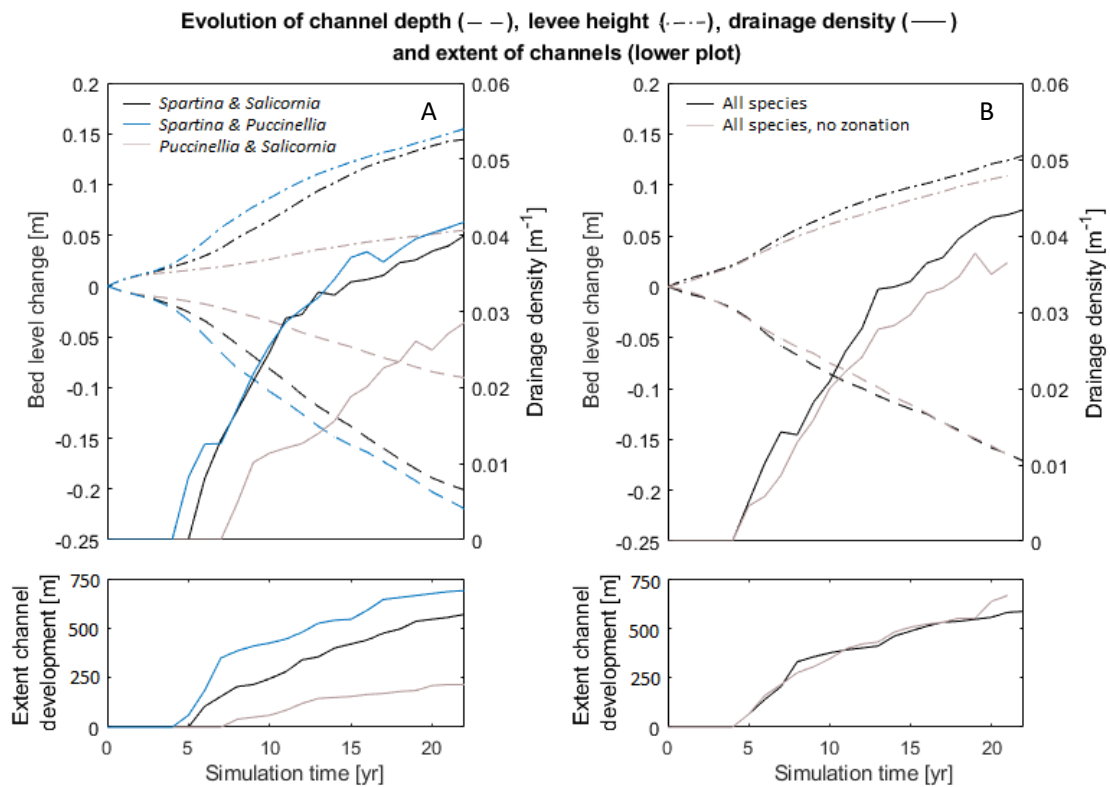 Evolution of channel depth (– –), levee height (·–·–·), drainage density (——)
and extent of channels (lower plot)
0.2
0.15
0.1
0.05
0
-0.05
-0.1
-0.15
-0.2
-0.25
Bed level change [m]
Spartina & Salicornia
Spartina & Puccinellia
Puccinellia & Salicornia
A
0.06
0.05
0.04
0.03
0.02
0.01
0
Drainage density [m⁻¹]
0.2
0.15
0.1
0.05
0
-0.05
-0.1
-0.15
-0.2
-0.25
Bed level change [m]
All species
All species, no zonation
B
0.06
0.05
0.04
0.03
0.02
0.01
0
Drainage density [m⁻¹]
750
500
250
0
Extent channel
development [m]
0 5 10 15 20
Simulation time [yr]
750
500
250
0
Extent channel
development [m]
0 5 10 15 20
Simulation time [yr]